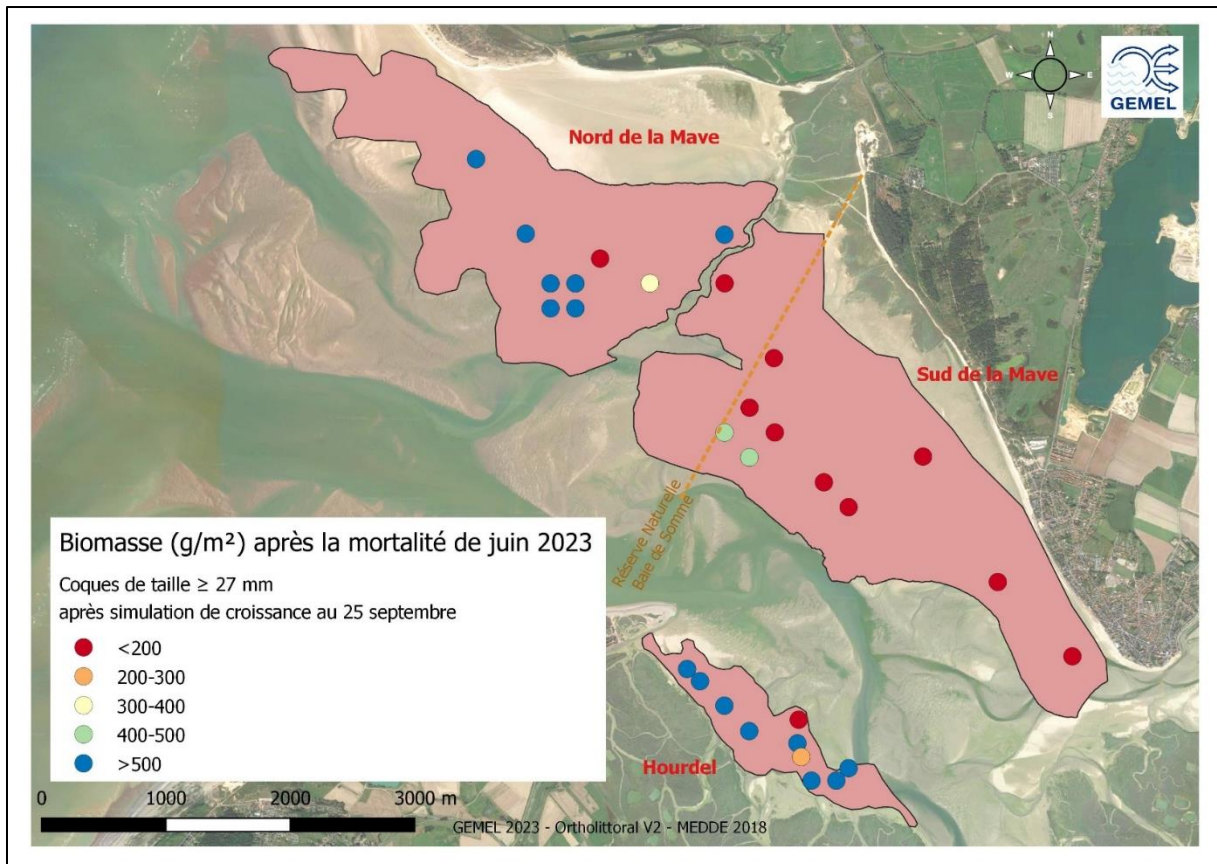 N
W E
S
GEMEL
Nord de la Mave
Sud de la Mave
Réserve Naturelle
Baie de Somme
Biomasse (g/m²) après la mortalité de juin 2023
Coques de taille ≥ 27 mm
après simulation de croissance au 25 septembre
<200
200-300
300-400
400-500
>500
Hourdel
0 1000 2000 3000 m
GEMEL 2023 - Ortholittoral V2 - MEDDE 2018